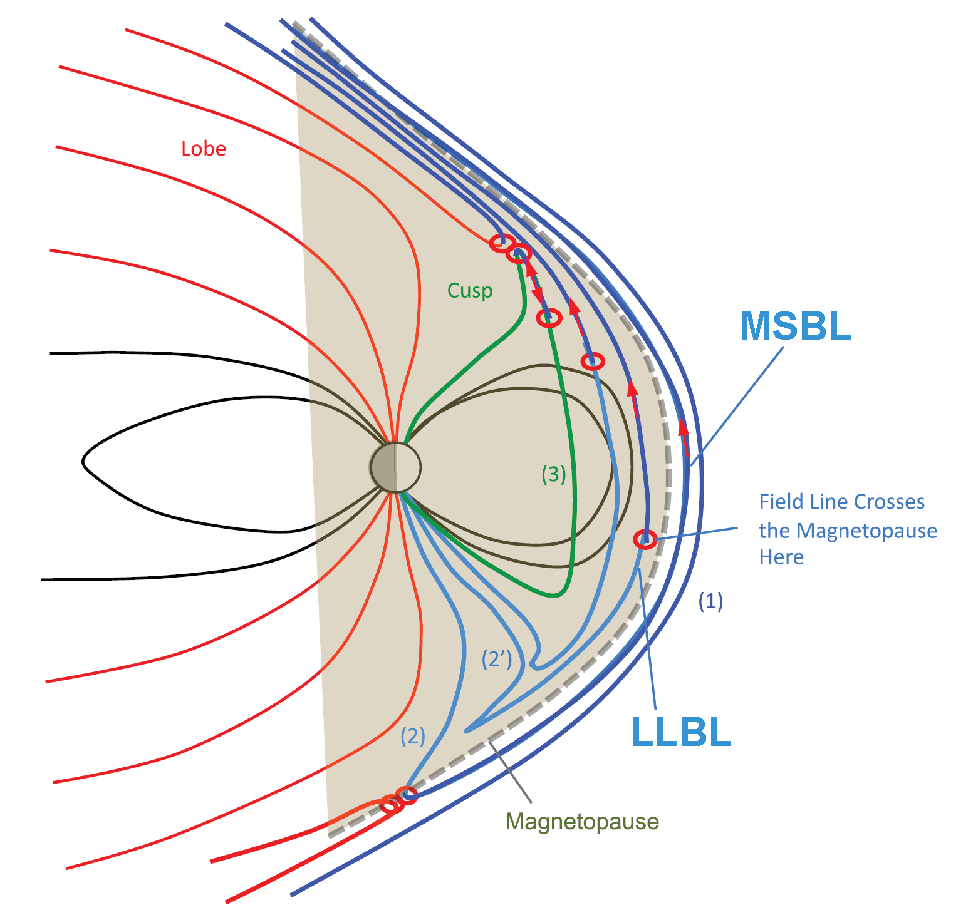 Lobe
Cusp
MSBL
(3)
Field Line Crosses
the Magnetopause
Here
(1)
(2')
(2)
LLBL
Magnetopause